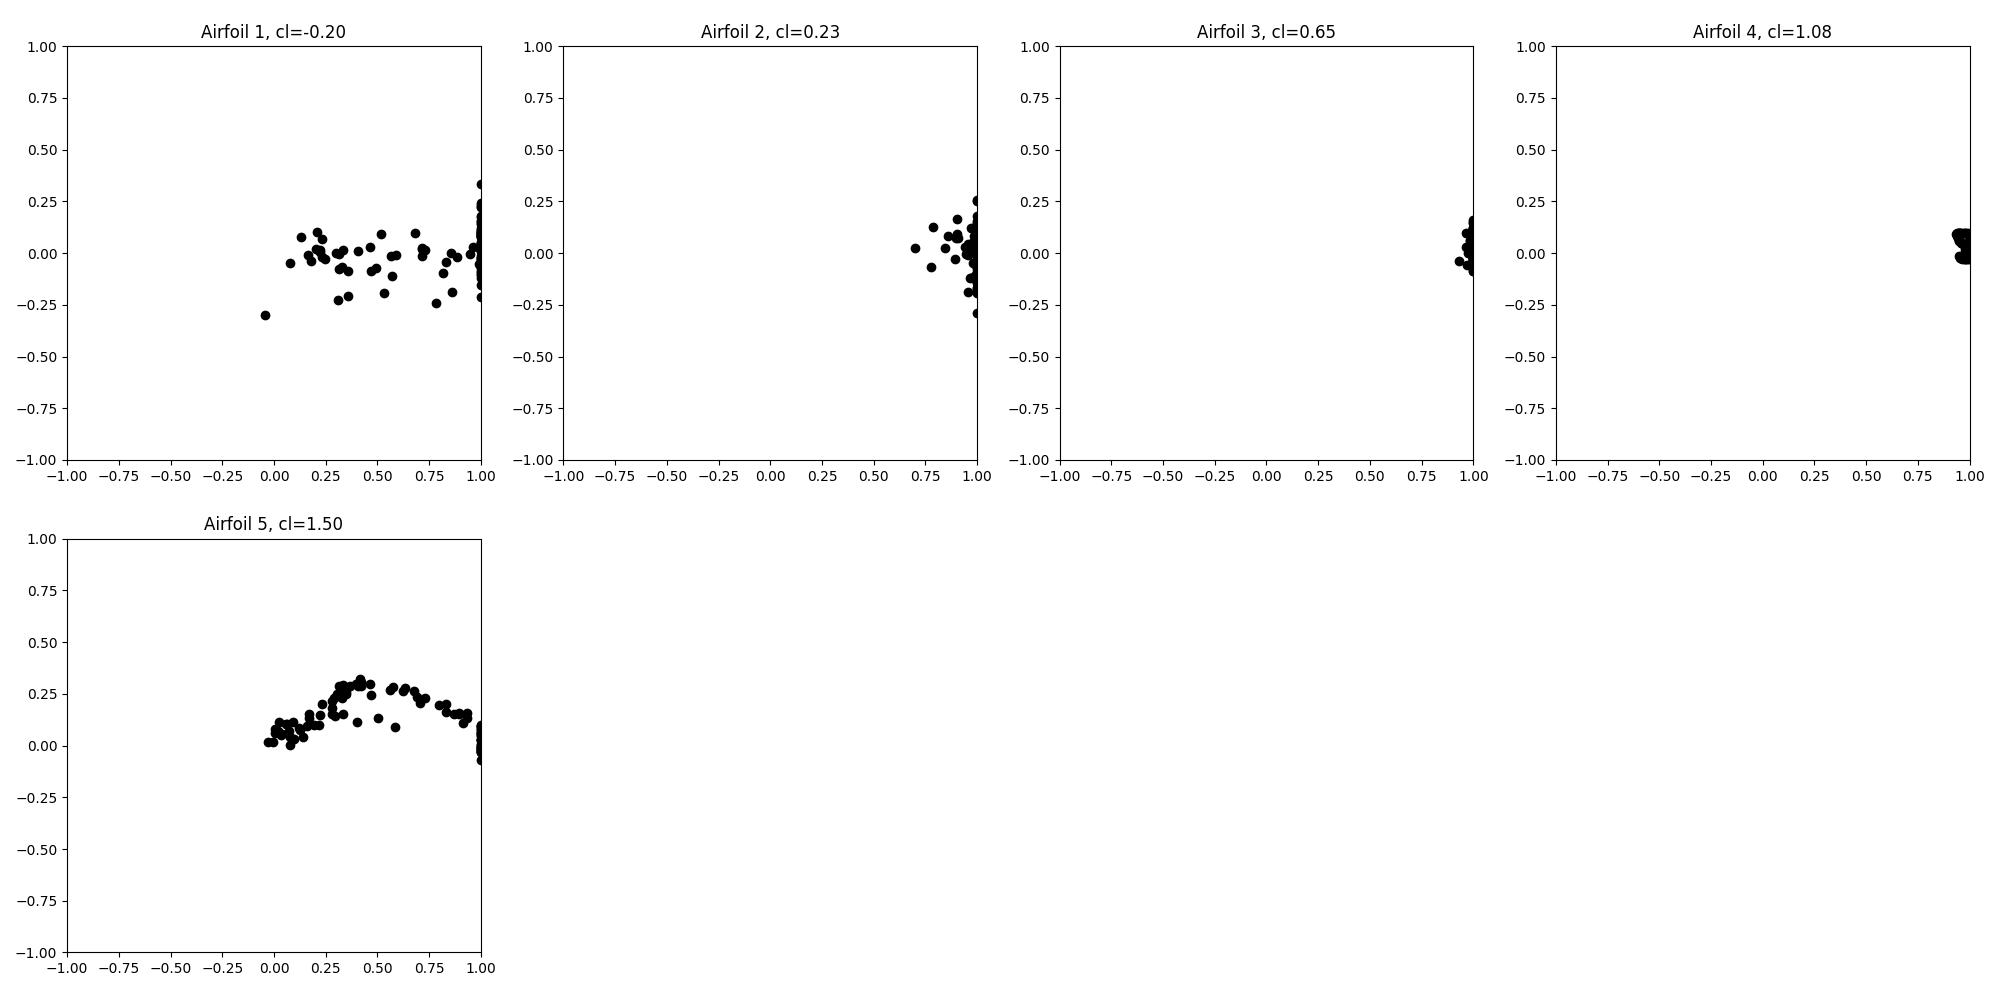 Airfoil 1, cl=-0.20
Airfoil 2, cl=0.23
Airfoil 3, cl=0.65
Airfoil 4, cl=1.08
1.00 1.00 1.00 1.00
0.75 0.75 0.75 0.75
0.50 0.50 0.50 0.50
0.25 0.25 0.25 0.25
0.00 0.00 0.00 0.00
−0.25 −0.25 −0.25 −0.25
−0.50 −0.50 −0.50 −0.50
−0.75 −0.75 −0.75 −0.75
−1.00 −1.00 −1.00 −1.00
−1.00 −0.75 −0.50 −0.25 0.00 0.25 0.50 0.75 1.00
−1.00 −0.75 −0.50 −0.25 0.00 0.25 0.50 0.75 1.00
−1.00 −0.75 −0.50 −0.25 0.00 0.25 0.50 0.75 1.00
−1.00 −0.75 −0.50 −0.25 0.00 0.25 0.50 0.75 1.00
Airfoil 5, cl=1.50
1.00
0.75
0.50
0.25
0.00
−0.25
−0.50
−0.75
−1.00
−1.00 −0.75 −0.50 −0.25 0.00 0.25 0.50 0.75 1.00